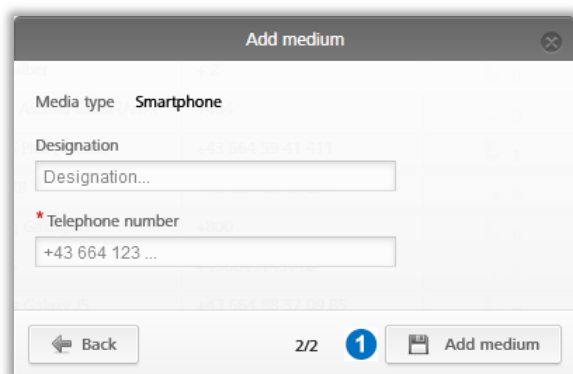 Add medium
Media type Smartphone
Designation
Designation...
* Telephone number
+43 664 123 ...
Back
2/2
1
Add medium